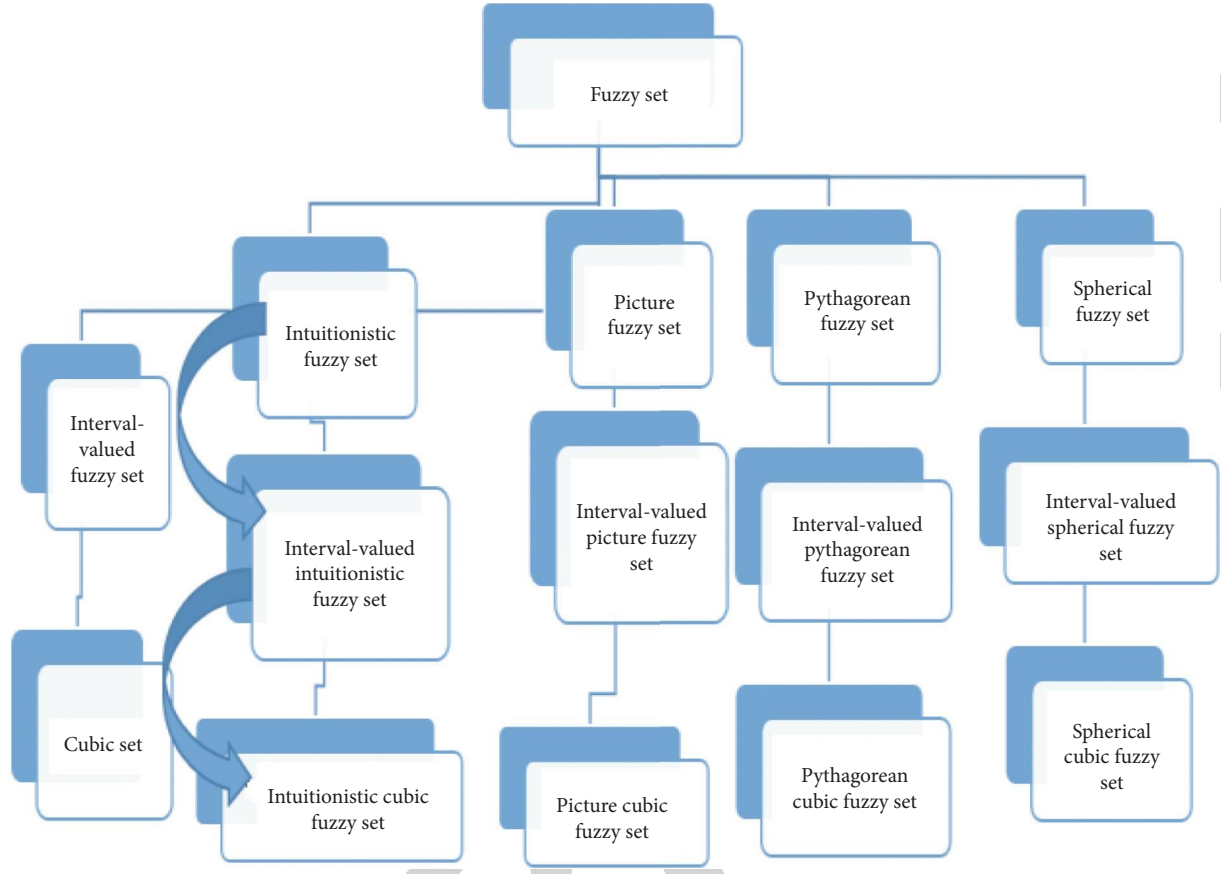 Fuzzy set
Intuitionistic
fuzzy set
Picture
fuzzy set
Pythagorean
fuzzy set
Spherical
fuzzy set
Interval-
valued
fuzzy set
Interval-valued
intuitionistic
fuzzy set
Interval-valued
picture fuzzy
set
Interval-valued
pythagorean
fuzzy set
Interval-valued
spherical fuzzy
set
Cubic set
Intuitionistic cubic
fuzzy set
Picture cubic
fuzzy set
Pythagorean
cubic fuzzy set
Spherical
cubic fuzzy
set